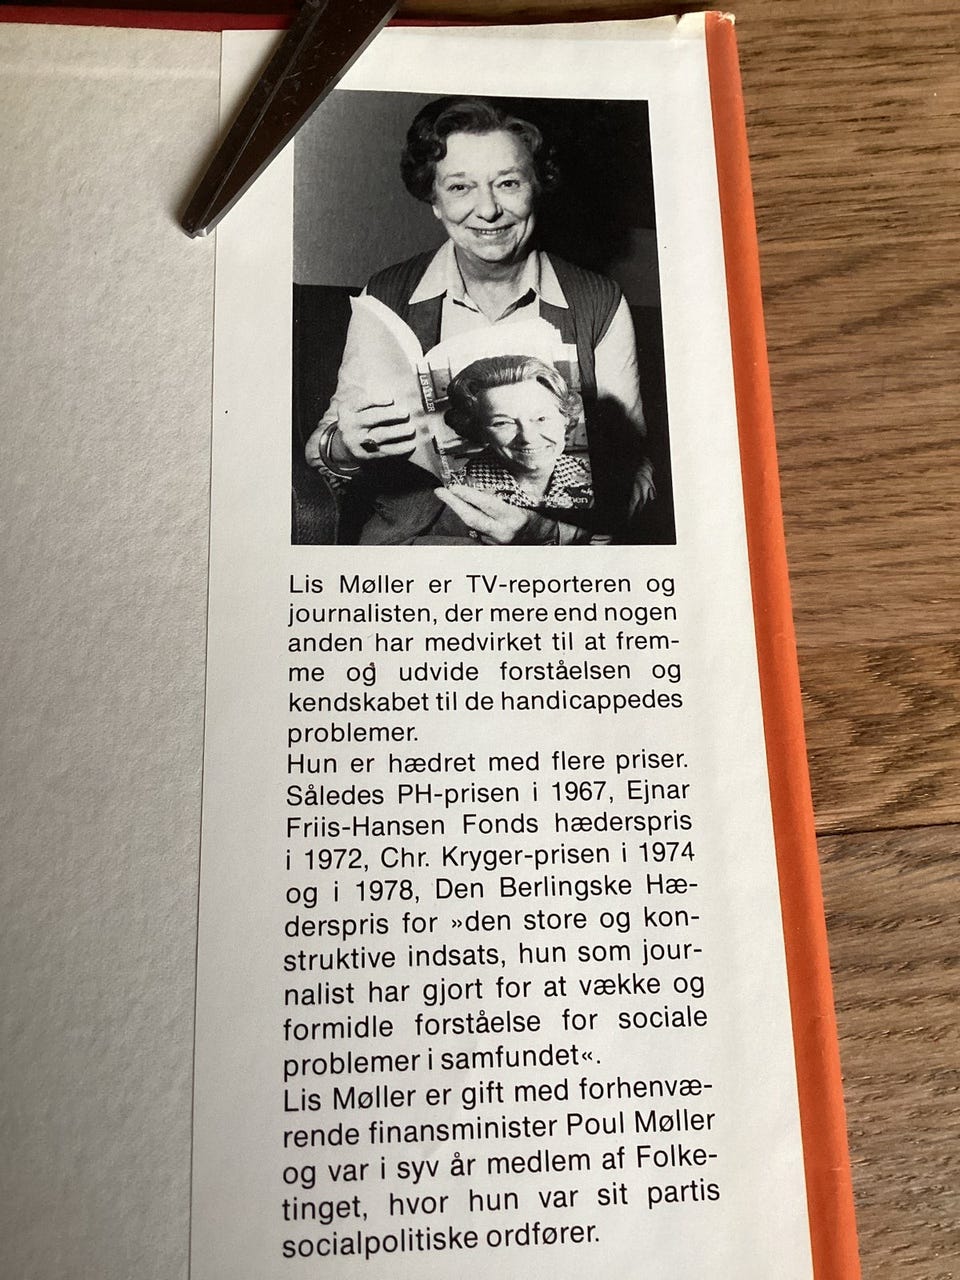 LIS MØLLER
Lis Møller er TV-reporteren og
journalisten, der mere end nogen
anden har medvirket til at frem-
me og udvide forståelsen og
kendskabet til de handicappedes
problemer.
Hun er hædret med flere priser.
Således PH-prisen i 1967, Ejnar
Friis-Hansen Fonds hæderspris
i 1972, Chr. Kryger-prisen i 1974
og i 1978, Den Berlingske Hæ-
derspris for »den store og kon-
struktive indsats, hun som jour-
nalist har gjort for at vække og
formidle forståelse for sociale
problemer i samfundet«.
Lis Møller er gift med forhenvæ-
rende finansminister Poul Møller
og var i syv år medlem af Folke-
tinget, hvor hun var sit partis
socialpolitiske ordfører.